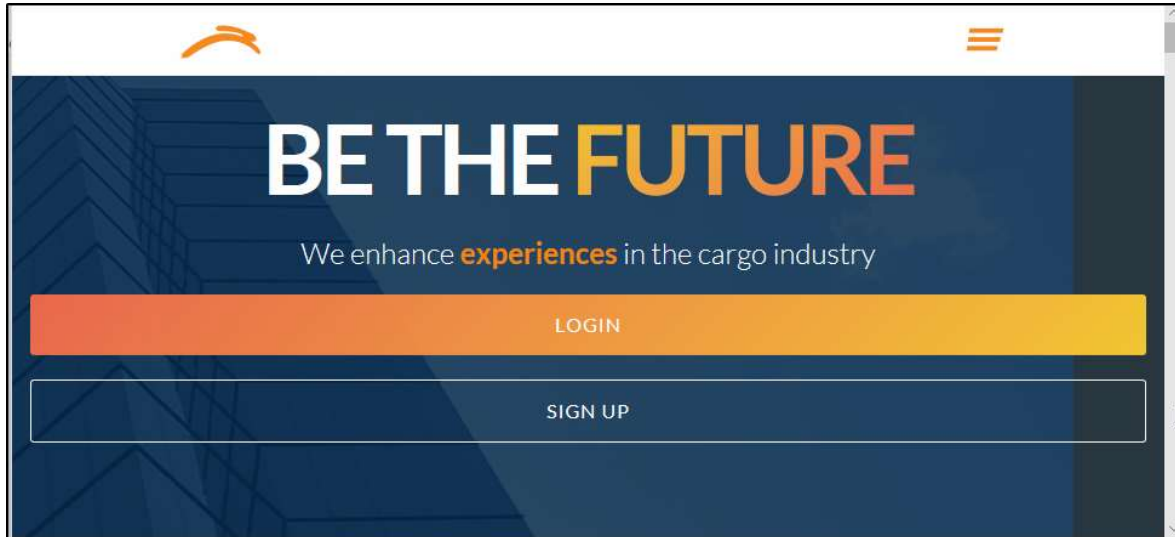 BE THE FUTURE
We enhance experiences in the cargo industry
LOGIN
SIGN UP